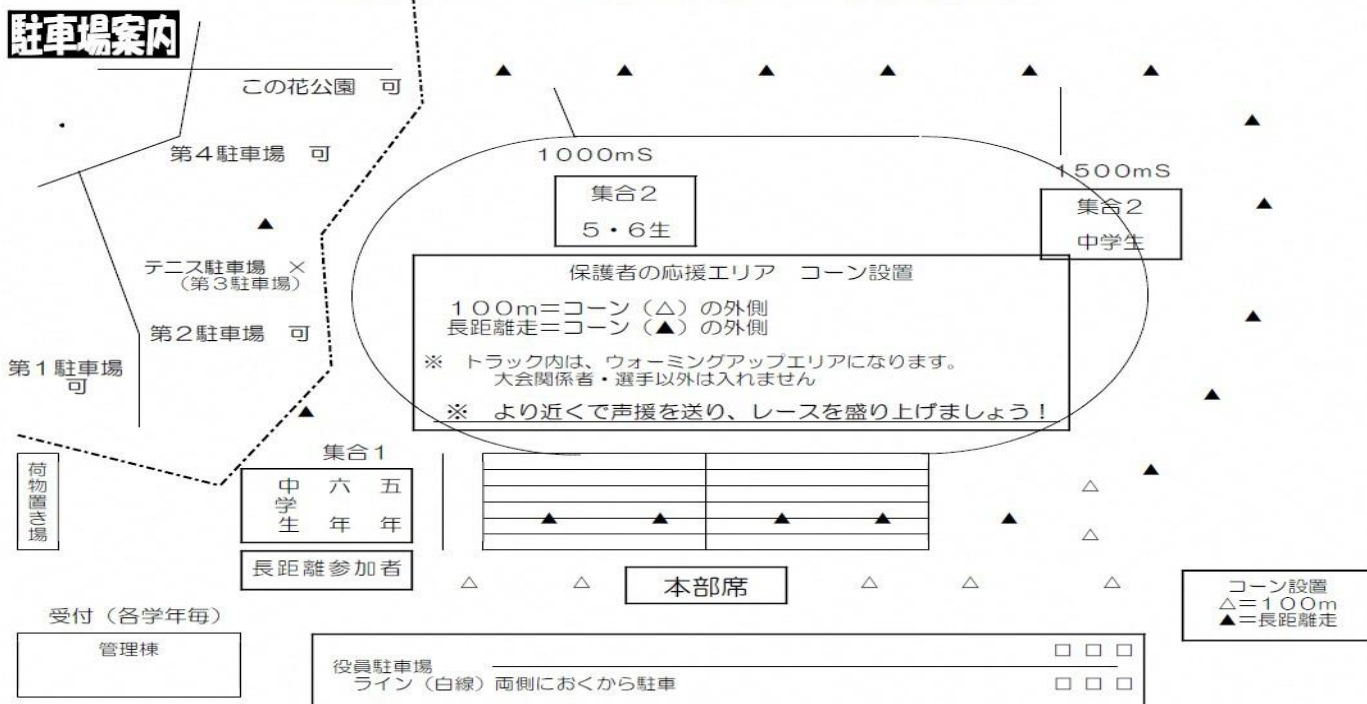 駐車場案内
この花公園　可
第4駐車場　可
テニス駐車場　×
（第3駐車場）
第2駐車場　可
第1駐車場
可
1000mS
集合2
5・6生
1500mS
集合2
中学生
保護者の応援エリア　コーン設置
100m＝コーン（△）の外側
長距離走＝コーン（▲）の外側
※　トラック内は、ウォーミングアップエリアになります。
大会関係者・選手以外は入れません
※　より近くで声援を送り、レースを盛り上げましょう！
荷物置き場
集合1
中学生　六年　五年
長距離参加者
本部席
コーン設置
△＝100m
▲＝長距離走
受付（各学年毎）
管理棟
役員駐車場
ライン（白線）両側におくから駐車